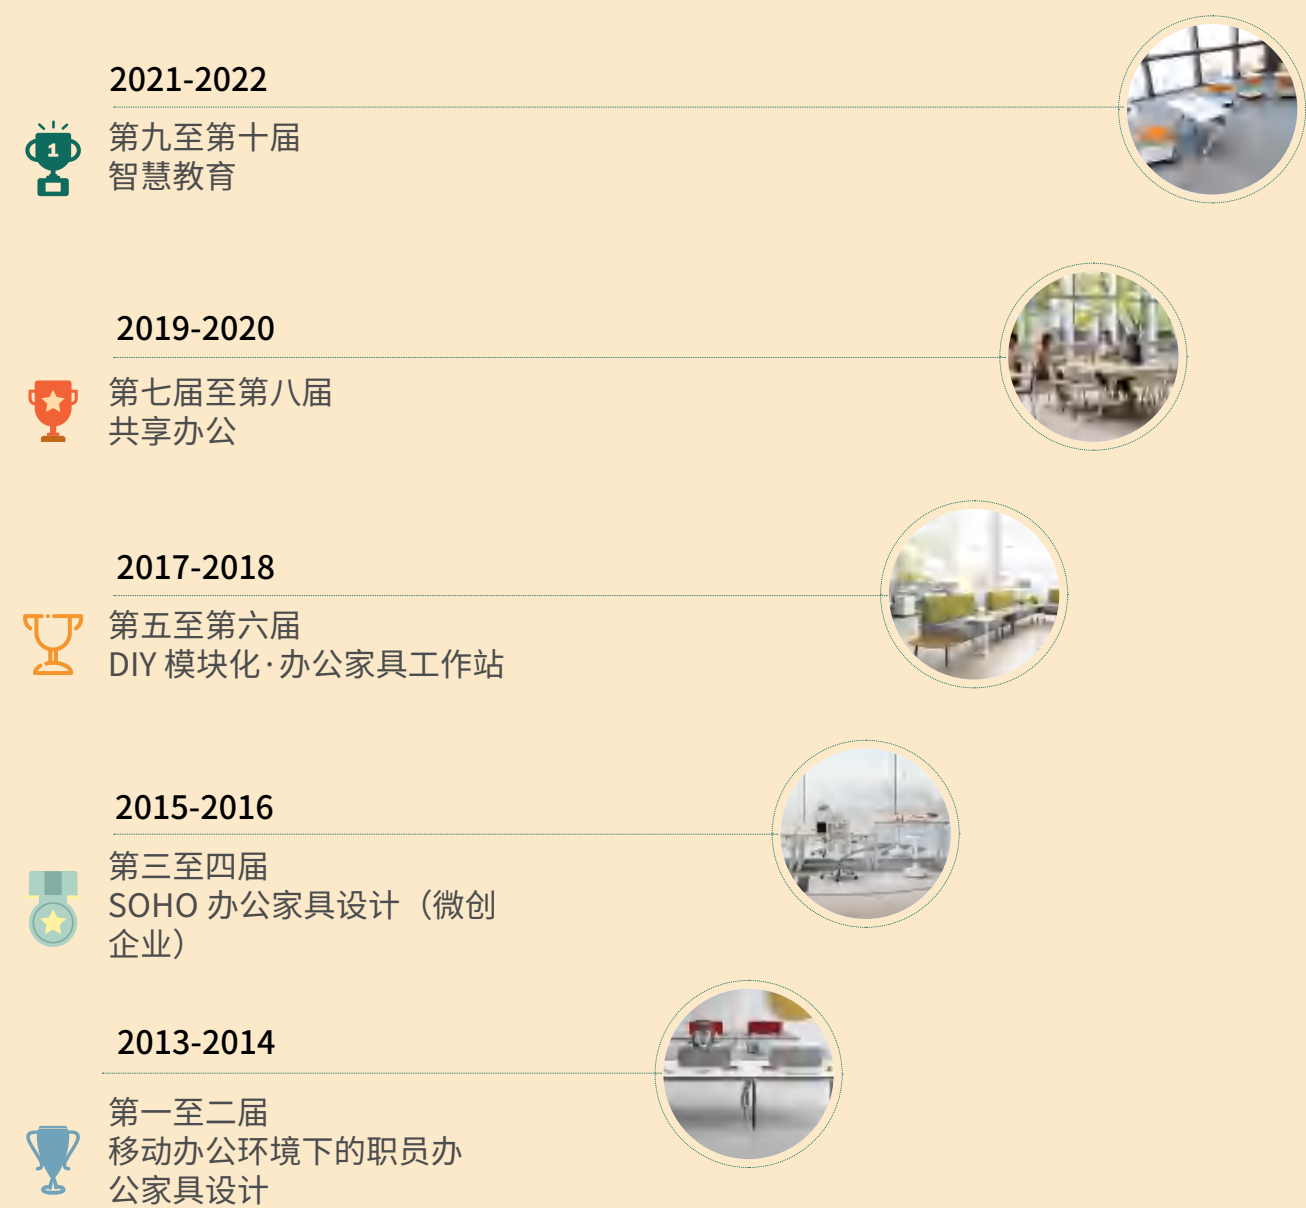 2021-2022
1
第九至第十届
智慧教育
2019-2020
第七届至第八届
共享办公
2017-2018
第五至第六届
DIY 模块化·办公家具工作站
2015-2016
第三至四届
SOHO 办公家具设计（微创
企业）
2013-2014
第一至二届
移动办公环境下的职员办
公家具设计